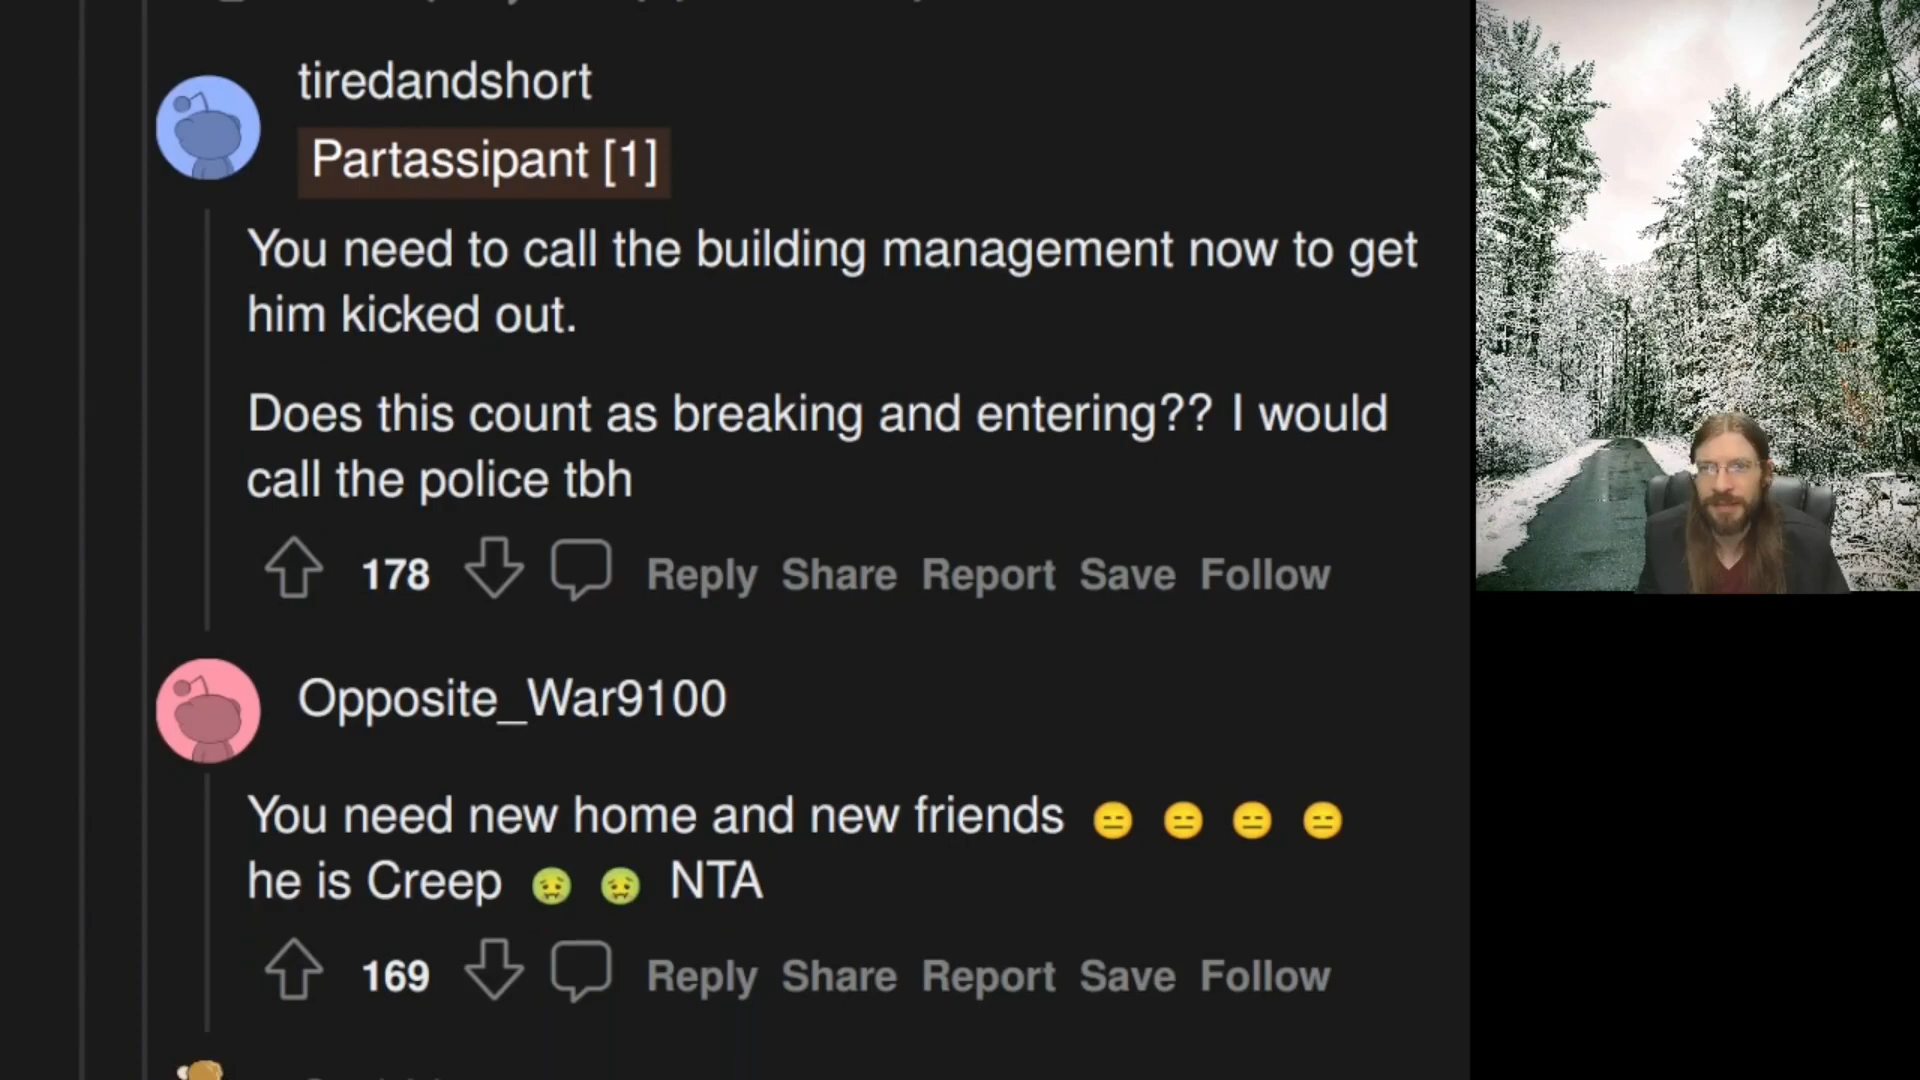 tiredandshort
Partassipant [1]
You need to call the building management now to get
him kicked out.
Does this count as breaking and entering?? I would
call the police tbh
178 Reply Share Report Save Follow
Opposite_War9100
You need new home and new friends 😑 😑 😑 😑
he is Creep 🤢 🤢 NTA
169 Reply Share Report Save Follow